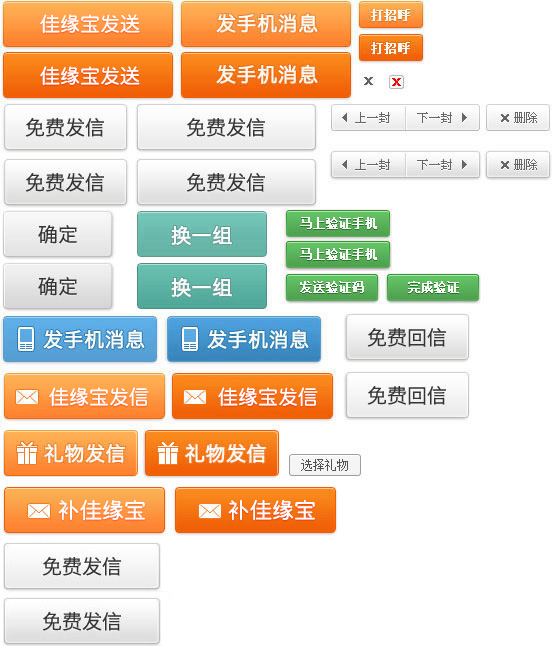 佳缘宝发送 发手机消息 打招呼
佳缘宝发送 发手机消息 打招呼
免费发信 免费发信 上一封 下一封 删除
免费发信 免费发信 上一封 下一封 删除
确定 换一组 马上验证手机
马上验证手机
确定 换一组 发送验证码 完成验证
发手机消息 发手机消息 免费回信
佳缘宝发信 佳缘宝发信 免费回信
礼物发信 礼物发信 选择礼物
补佳缘宝 补佳缘宝
免费发信
免费发信